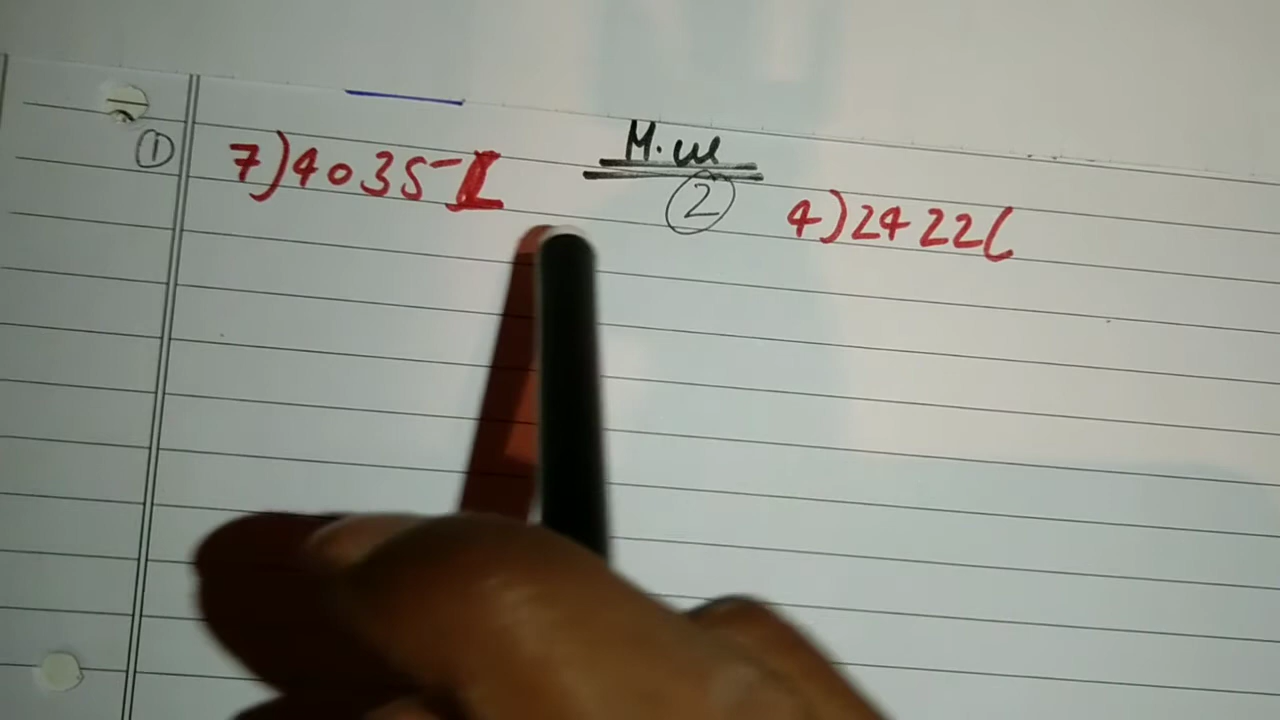 M.w
① 7)4035(
② 4)2422(